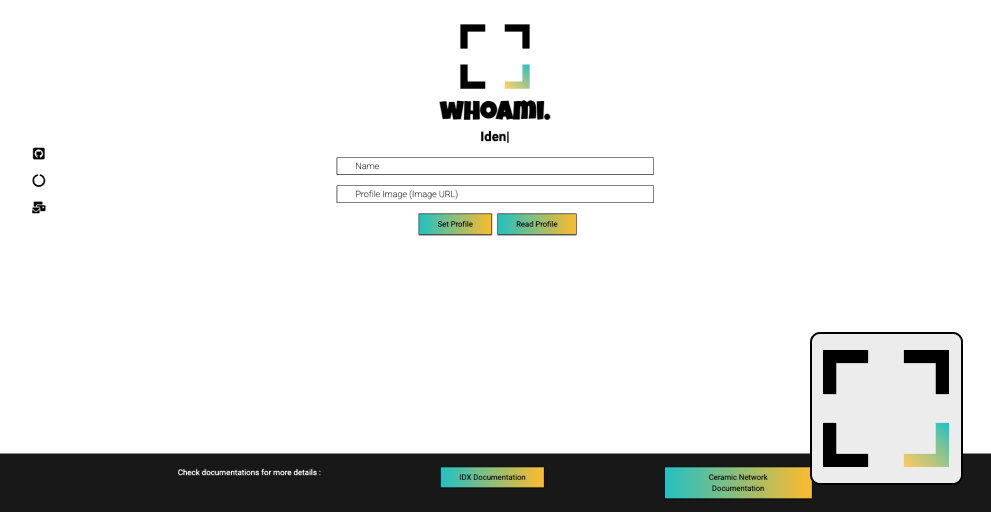 WHOAMI.
Iden|
Name
Profile Image (Image URL)
Set Profile
Read Profile
Check documentations for more details :
IDX Documentation
Ceramic Network
Documentation